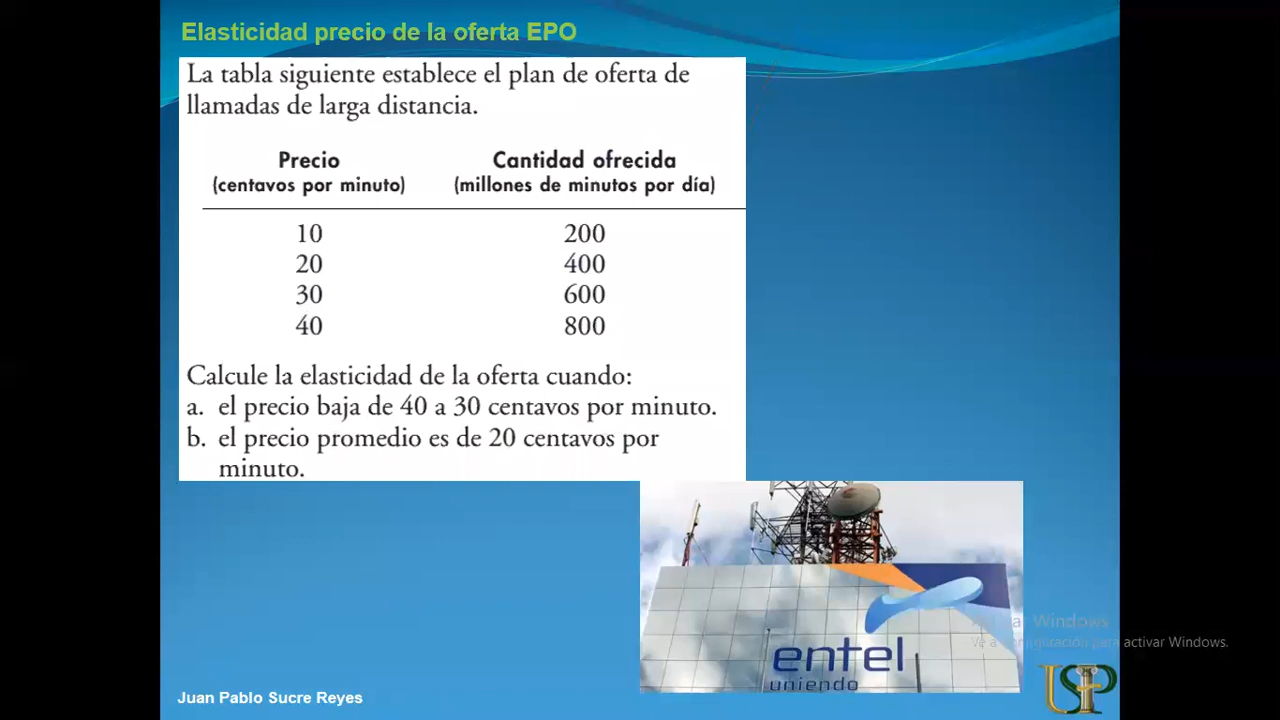 Elasticidad precio de la oferta EPO
La tabla siguiente establece el plan de oferta de
llamadas de larga distancia.
Precio Cantidad ofrecida
(centavos por minuto) (millones de minutos por día)
10 200
20 400
30 600
40 800
Calcule la elasticidad de la oferta cuando:
a. el precio baja de 40 a 30 centavos por minuto.
b. el precio promedio es de 20 centavos por
minuto.
entel
uniendo
Windows
activar Windows.
USP
Juan Pablo Sucre Reyes